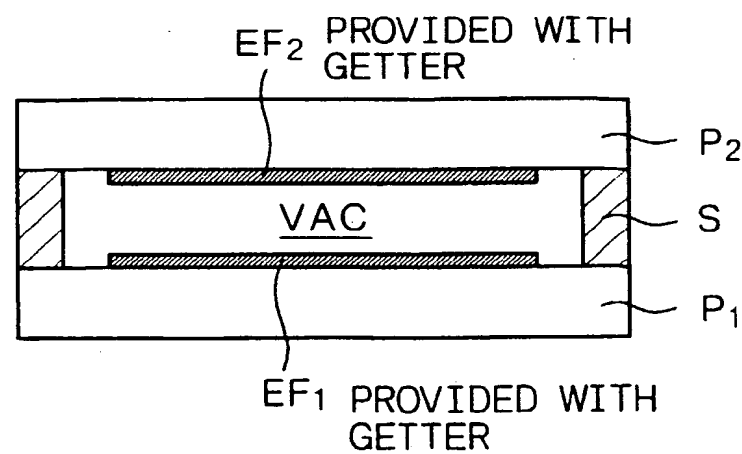 EF2 PROVIDED WITH
GETTER
P2
VAC
S
P1
EF1 PROVIDED WITH
GETTER